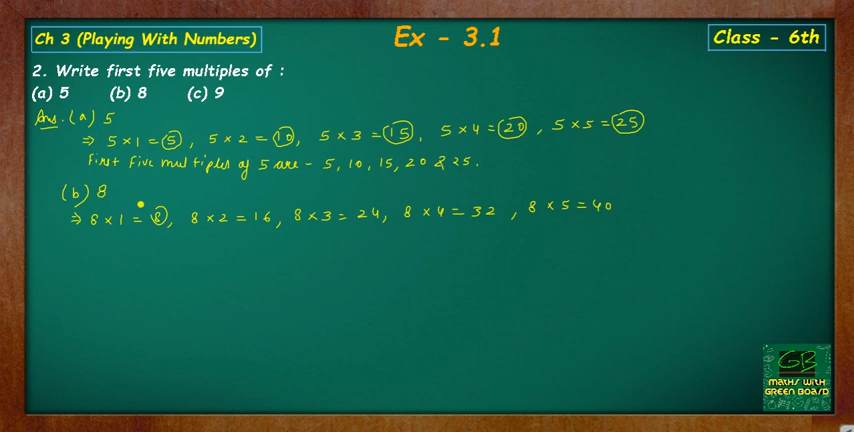 Ch 3 (Playing With Numbers)
Ex - 3.1
Class - 6th
2. Write first five multiples of :
(a) 5 (b) 8 (c) 9
Ans. (a) 5
⇒ 5 × 1 = 5, 5 × 2 = 10, 5 × 3 = 15, 5 × 4 = 20, 5 × 5 = 25
First five multiples of 5 are - 5, 10, 15, 20 & 25.
(b) 8
⇒ 8 × 1 = 8, 8 × 2 = 16, 8 × 3 = 24, 8 × 4 = 32, 8 × 5 = 40
GB
MATHS WITH
GREEN BOARD